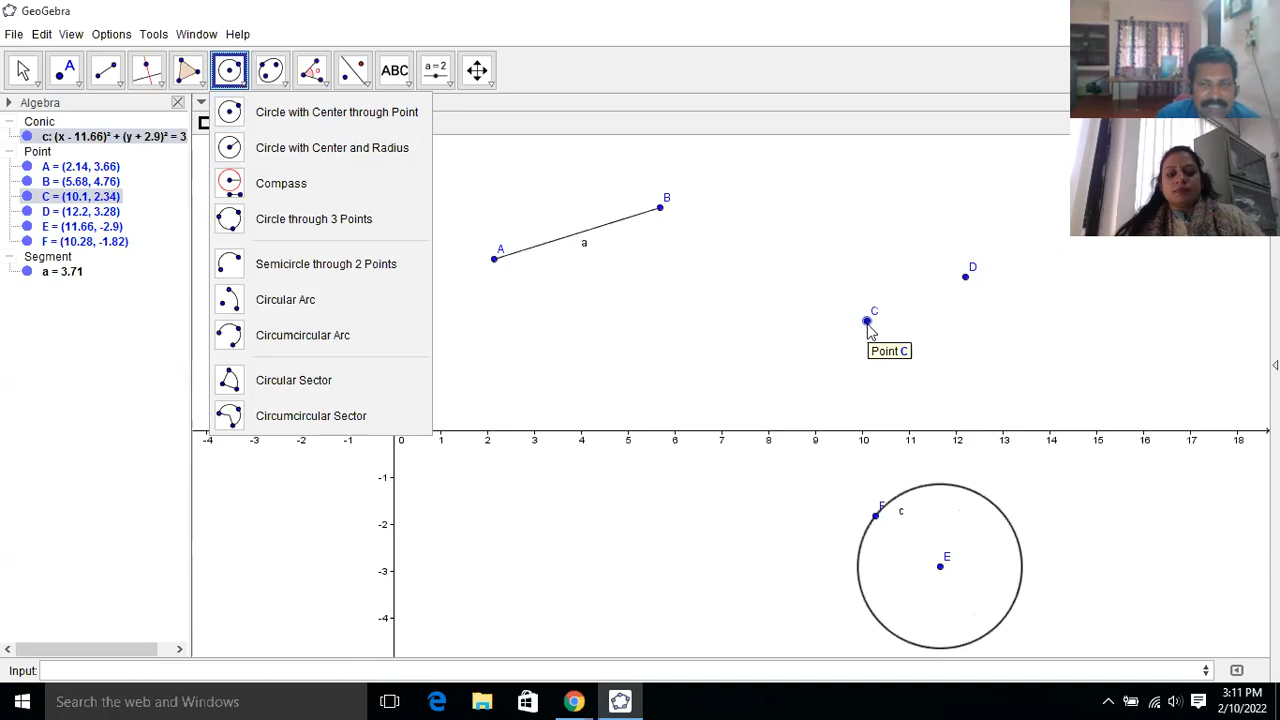 GeoGebra
File Edit View Options Tools Window Help
A
α
ABC
a=2
Algebra
Conic
c: (x - 11.66)² + (y + 2.9)² = 3
Point
A = (2.14, 3.66)
B = (5.68, 4.76)
C = (10.1, 2.34)
D = (12.2, 3.28)
E = (11.66, -2.9)
F = (10.28, -1.82)
Segment
a = 3.71
Circle with Center through Point
Circle with Center and Radius
Compass
Circle through 3 Points
Semicircle through 2 Points
Circular Arc
Circumcircular Arc
Circular Sector
Circumcircular Sector
B
A
a
D
C
Point C
-4 -3 -2 -1 0 1 2 3 4 5 6 7 8 9 10 11 12 13 14 15 16 17 18
-1
-2
-3
-4
F
c
E
Input:
Search the web and Windows
3:11 PM
2/10/2022